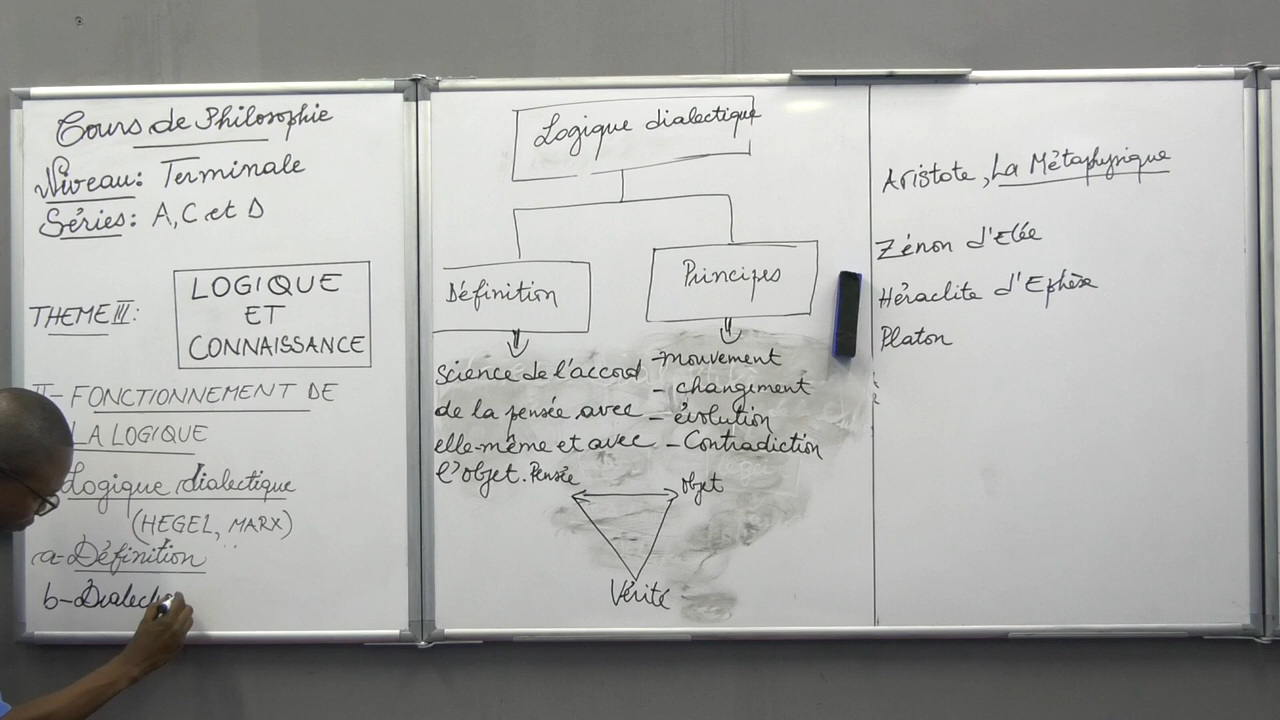 Cours de Philosophie
Niveau: Terminale
Séries: A, C et D
THEME III:
LOGIQUE
ET
CONNAISSANCE
II- FONCTIONNEMENT DE
LA LOGIQUE
Logique dialectique
(HEGEL, MARX)
a- Définition
b- Dialect
Logique dialectique
Définition
Science de l'accord
de la pensée avec
elle-même et avec
l'objet.
Principes
- mouvement
- changement
- évolution
- Contradiction
Pensée
objet
Vérité
Aristote, La Métaphysique
Zénon d'Elée
Héraclite d'Ephèse
Platon